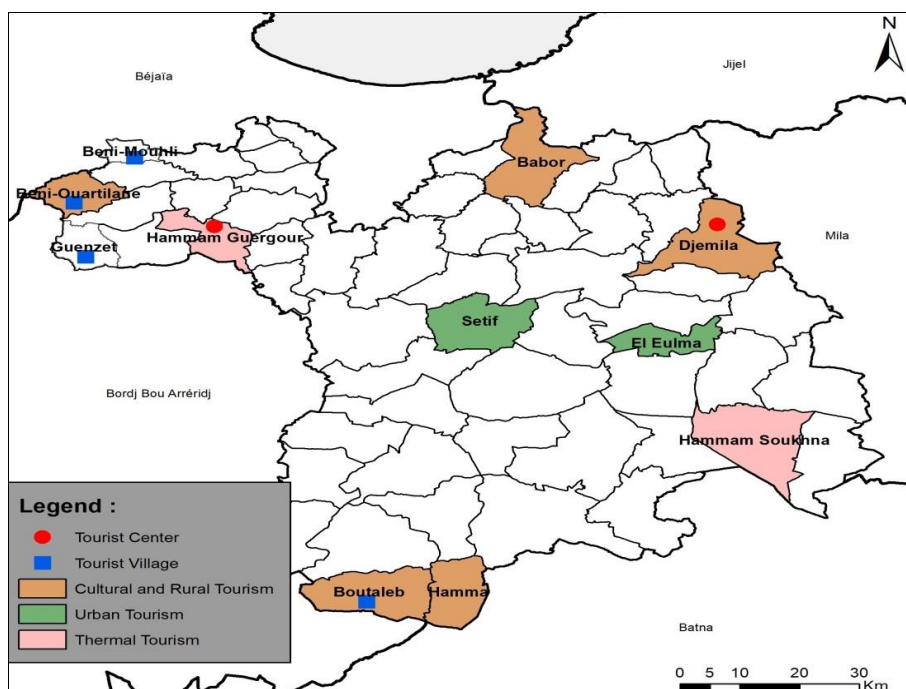 N
Jijel
Béjaïa
Beni-Mouhli
Babor
Beni-Ouartilane
Hammam Guergour
Djemila
Mila
Guenzet
Setif
El Eulma
Bordj Bou Arréridj
Hammam Soukhna
Legend :
Tourist Center
Tourist Village
Cultural and Rural Tourism
Urban Tourism
Thermal Tourism
Boutaleb
Hamma
Batna
0 5 10 20 30
Km